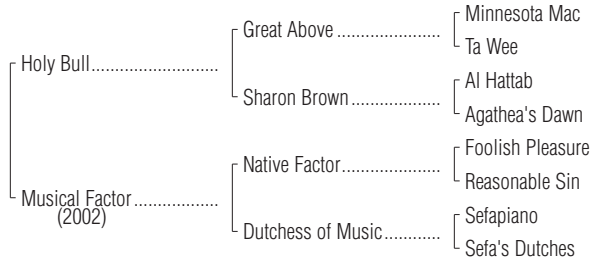 Minnesota Mac
Great Above ....................
Ta Wee
Holy Bull........................
Al Hattab
Sharon Brown .................
Agathea's Dawn
Foolish Pleasure
Native Factor...................
Reasonable Sin
Musical Factor................
(2002)
Sefapiano
Dutchess of Music...........
Sefa's Dutches